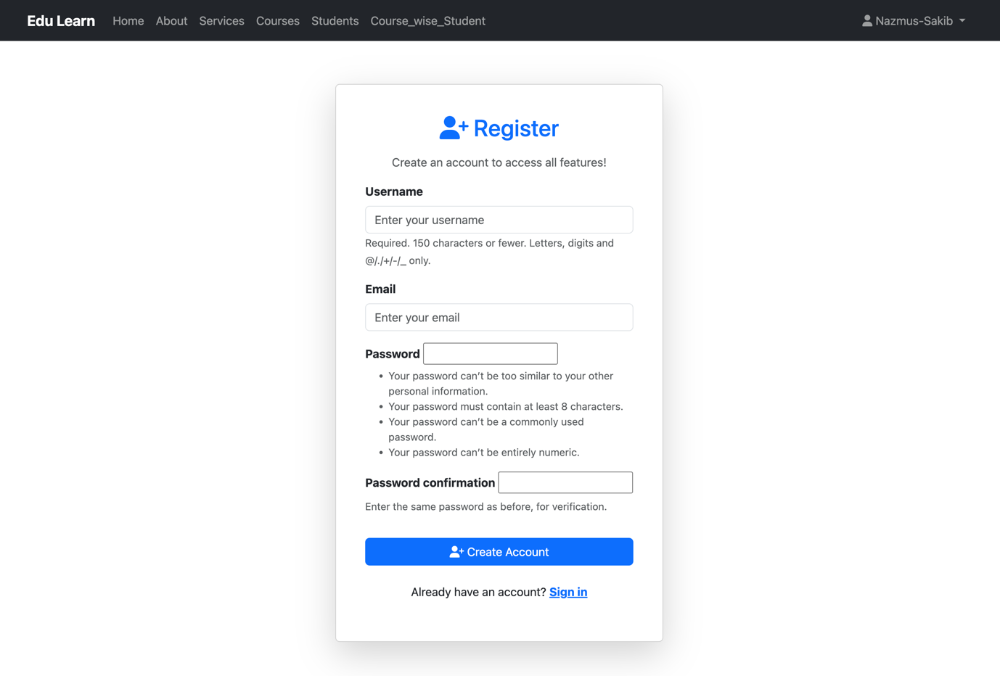 Edu Learn Home About Services Courses Students Course_wise_Student Nazmus-Sakib
Register
Create an account to access all features!
Username
Enter your username
Required. 150 characters or fewer. Letters, digits and
@/./+/-/_ only.
Email
Enter your email
Password
• Your password can’t be too similar to your other
personal information.
• Your password must contain at least 8 characters.
• Your password can’t be a commonly used
password.
• Your password can’t be entirely numeric.
Password confirmation
Enter the same password as before, for verification.
Create Account
Already have an account? Sign in